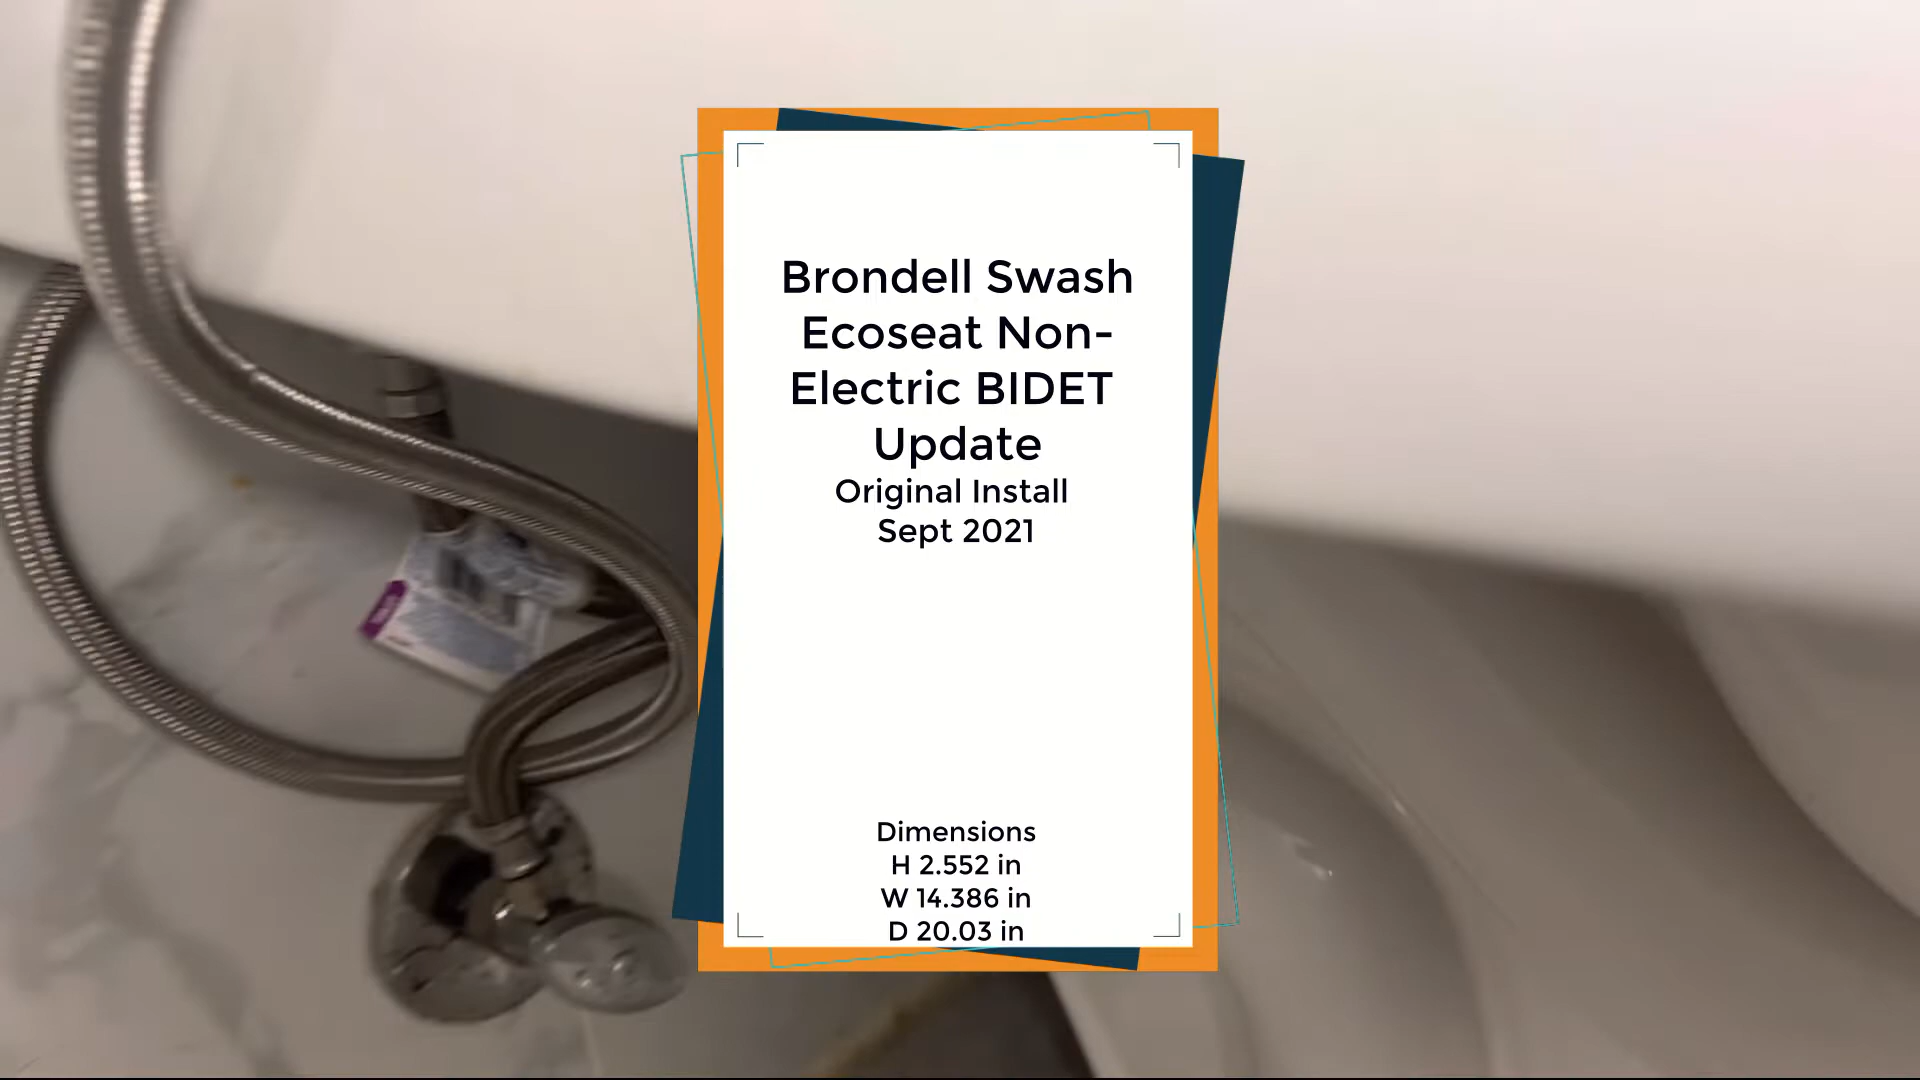 Brondell Swash
Ecoseat Non-
Electric BIDET
Update
Original Install
Sept 2021
Dimensions
H 2.552 in
W 14.386 in
D 20.03 in